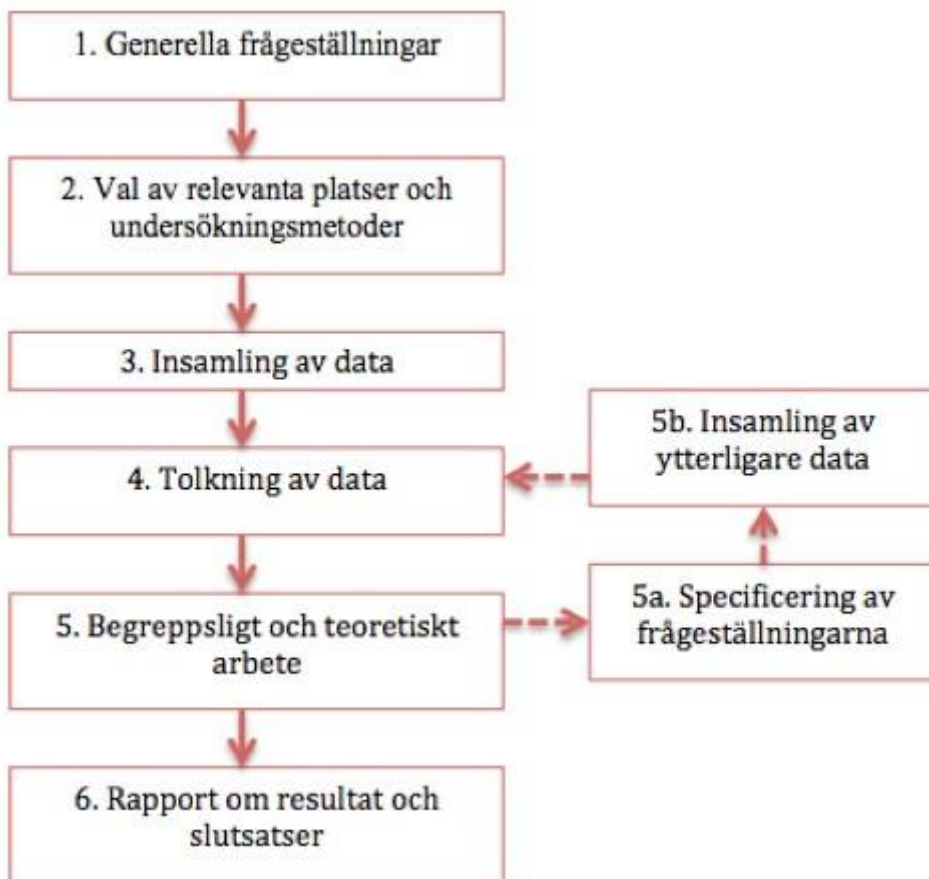 1. Generella frågeställningar
2. Val av relevanta platser och
undersökningsmetoder
3. Insamling av data
4. Tolkning av data
5. Begreppsligt och teoretiskt
arbete
5a. Specificering av
frågeställningarna
5b. Insamling av
ytterligare data
6. Rapport om resultat och
slutsatser